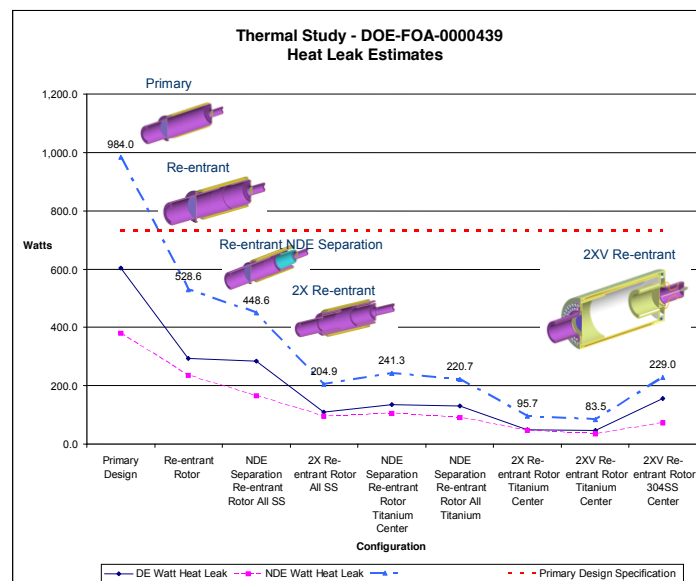 Thermal Study - DOE-FOA-0000439
Heat Leak Estimates
1,200.0
1,000.0
800.0
600.0
400.0
200.0
0.0
Watts
Primary
984.0
Re-entrant
528.6
Re-entrant NDE Separation
448.6
2X Re-entrant
204.9
241.3
220.7
95.7
83.5
2XV Re-entrant
229.0
Primary
Design
Re-entrant
Rotor
NDE
Separation
Re-entrant
Rotor All SS
2X Re-
entrant Rotor
All SS
NDE
Separation
Re-entrant
Rotor
Titanium
Center
NDE
Separation
Re-entrant
Rotor All
Titanium
2X Re-
entrant Rotor
Titanium
Center
2XV Re-
entrant Rotor
Titanium
Center
2XV Re-
entrant Rotor
304SS
Center
Configuration
DE Watt Heat Leak NDE Watt Heat Leak Primary Design Specification